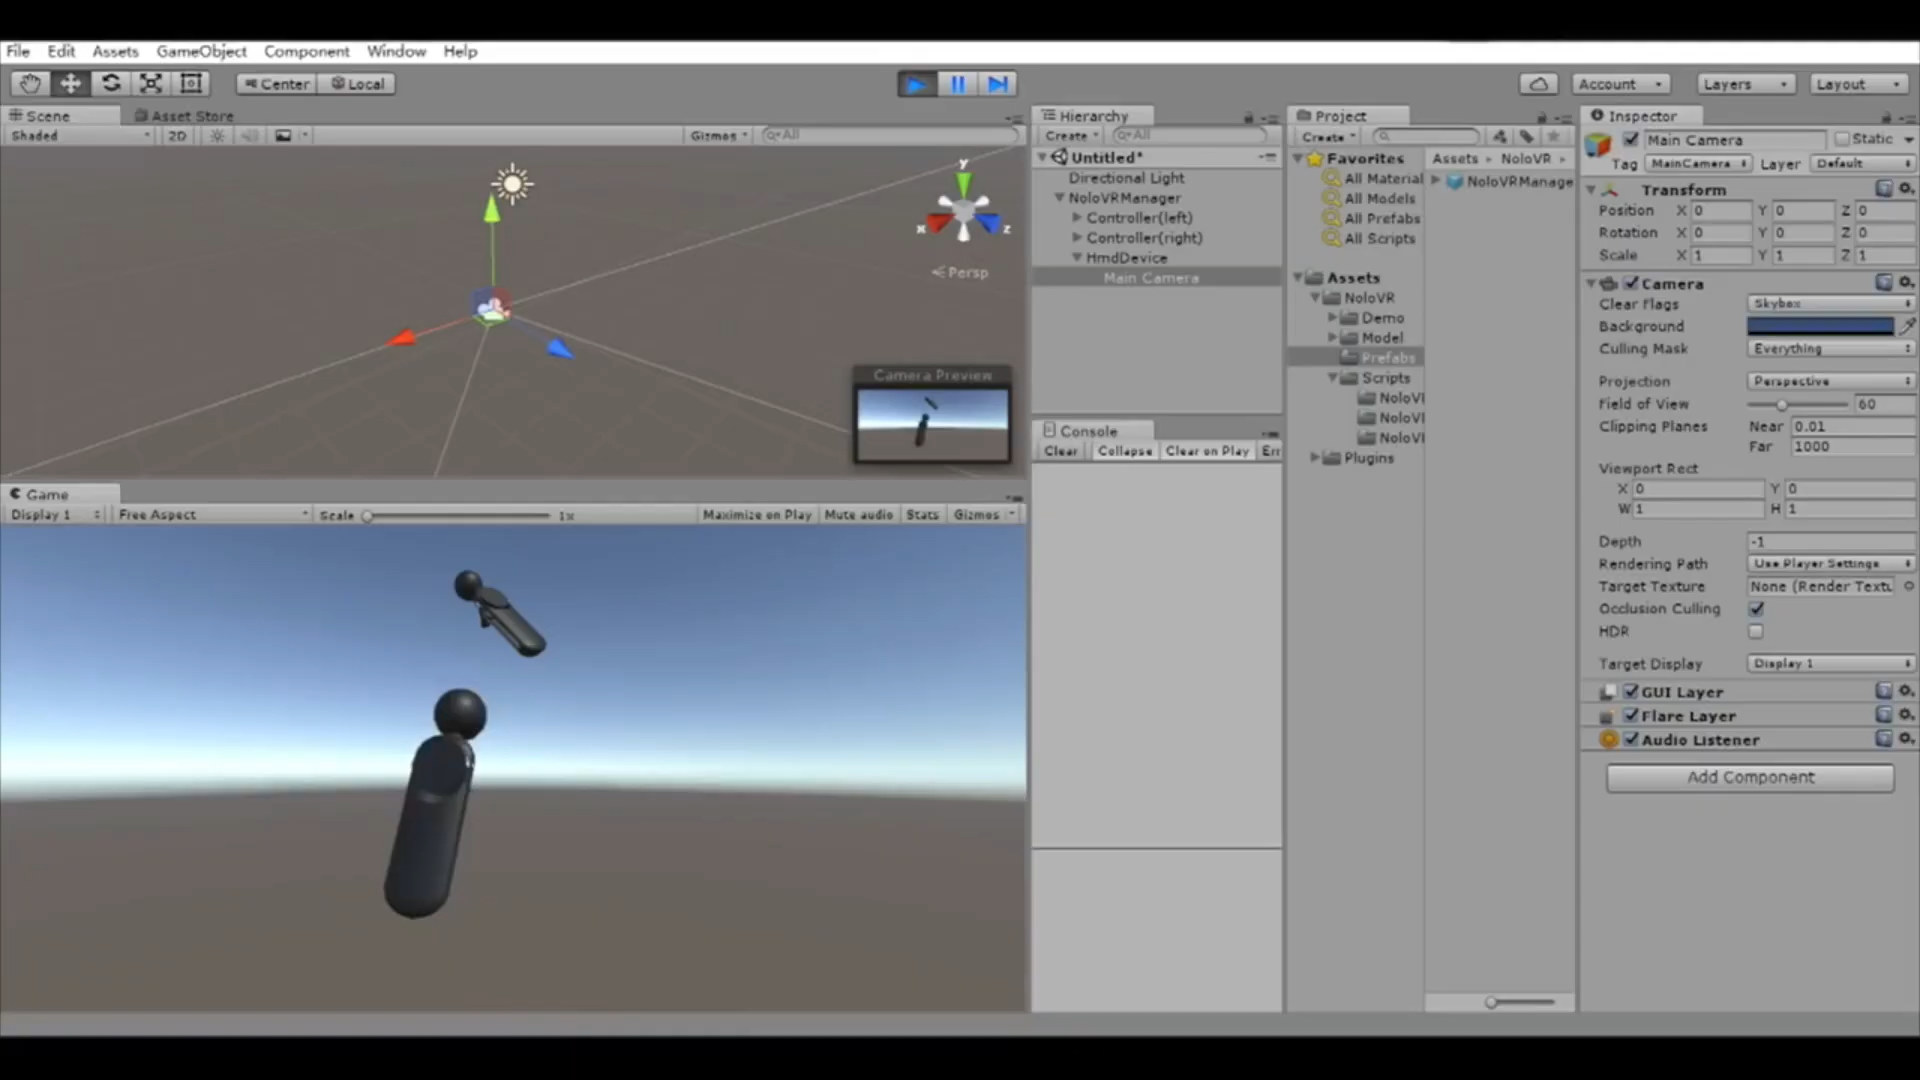 File Edit Assets GameObject Component Window Help
Center Local Account Layers Layout
Scene Asset Store
Shaded 2D Gizmos All
y
x
z
Persp
Camera Preview
Game
Display 1 Free Aspect Scale 1x Maximize on Play Mute audio Stats Gizmos
Hierarchy
Create All
Untitled*
Directional Light
NoloVRManager
Controller(left)
Controller(right)
HmdDevice
Main Camera
Console
Clear Collapse Clear on Play Err
Project
Create
Favorites
All Material
All Models
All Prefabs
All Scripts
Assets
NoloVR
Demo
Model
Prefabs
Scripts
NoloVI
NoloVI
NoloVI
Plugins
Assets NoloVR
NoloVRManage
Inspector
Main Camera Static
Tag MainCamera Layer Default
Transform
Position X 0 Y 0 Z 0
Rotation X 0 Y 0 Z 0
Scale X 1 Y 1 Z 1
Camera
Clear Flags Skybox
Background
Culling Mask Everything
Projection Perspective
Field of View 60
Clipping Planes Near 0.01
Far 1000
Viewport Rect
X 0 Y 0
W 1 H 1
Depth -1
Rendering Path Use Player Settings
Target Texture None (Render Textu
Occlusion Culling
HDR
Target Display Display 1
GUI Layer
Flare Layer
Audio Listener
Add Component